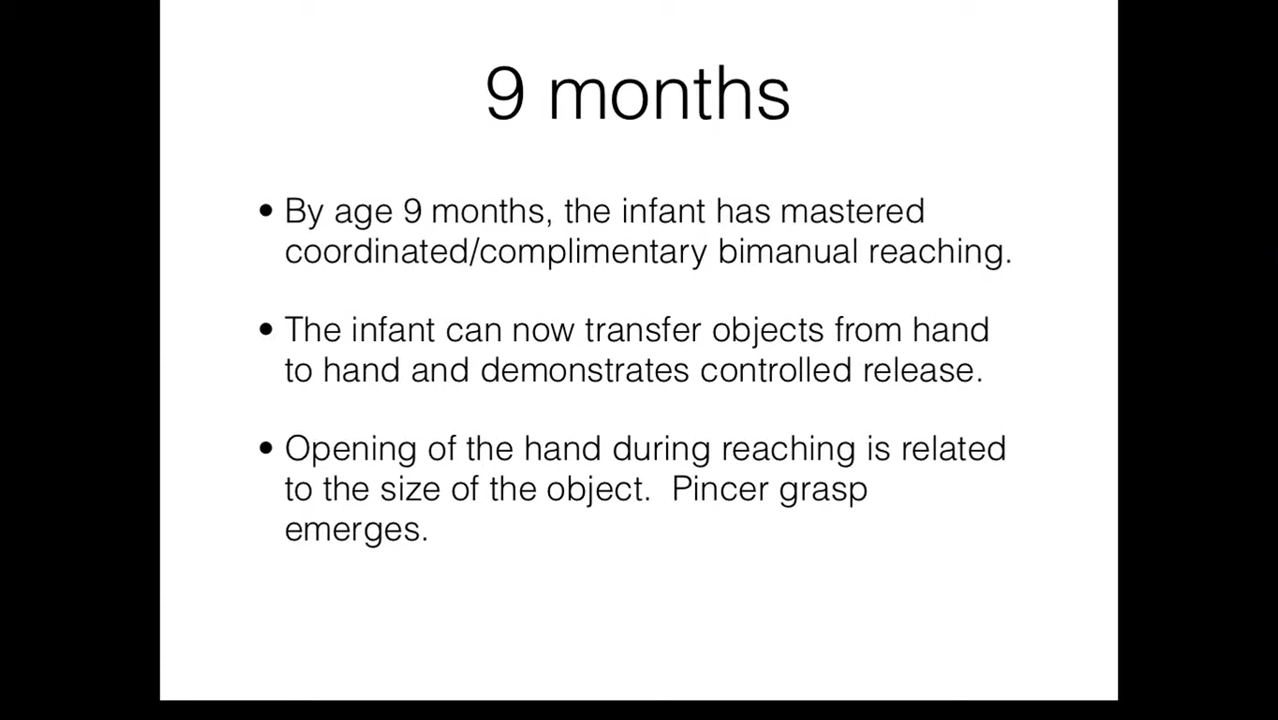 9 months
• By age 9 months, the infant has mastered
coordinated/complimentary bimanual reaching.
• The infant can now transfer objects from hand
to hand and demonstrates controlled release.
• Opening of the hand during reaching is related
to the size of the object.  Pincer grasp
emerges.